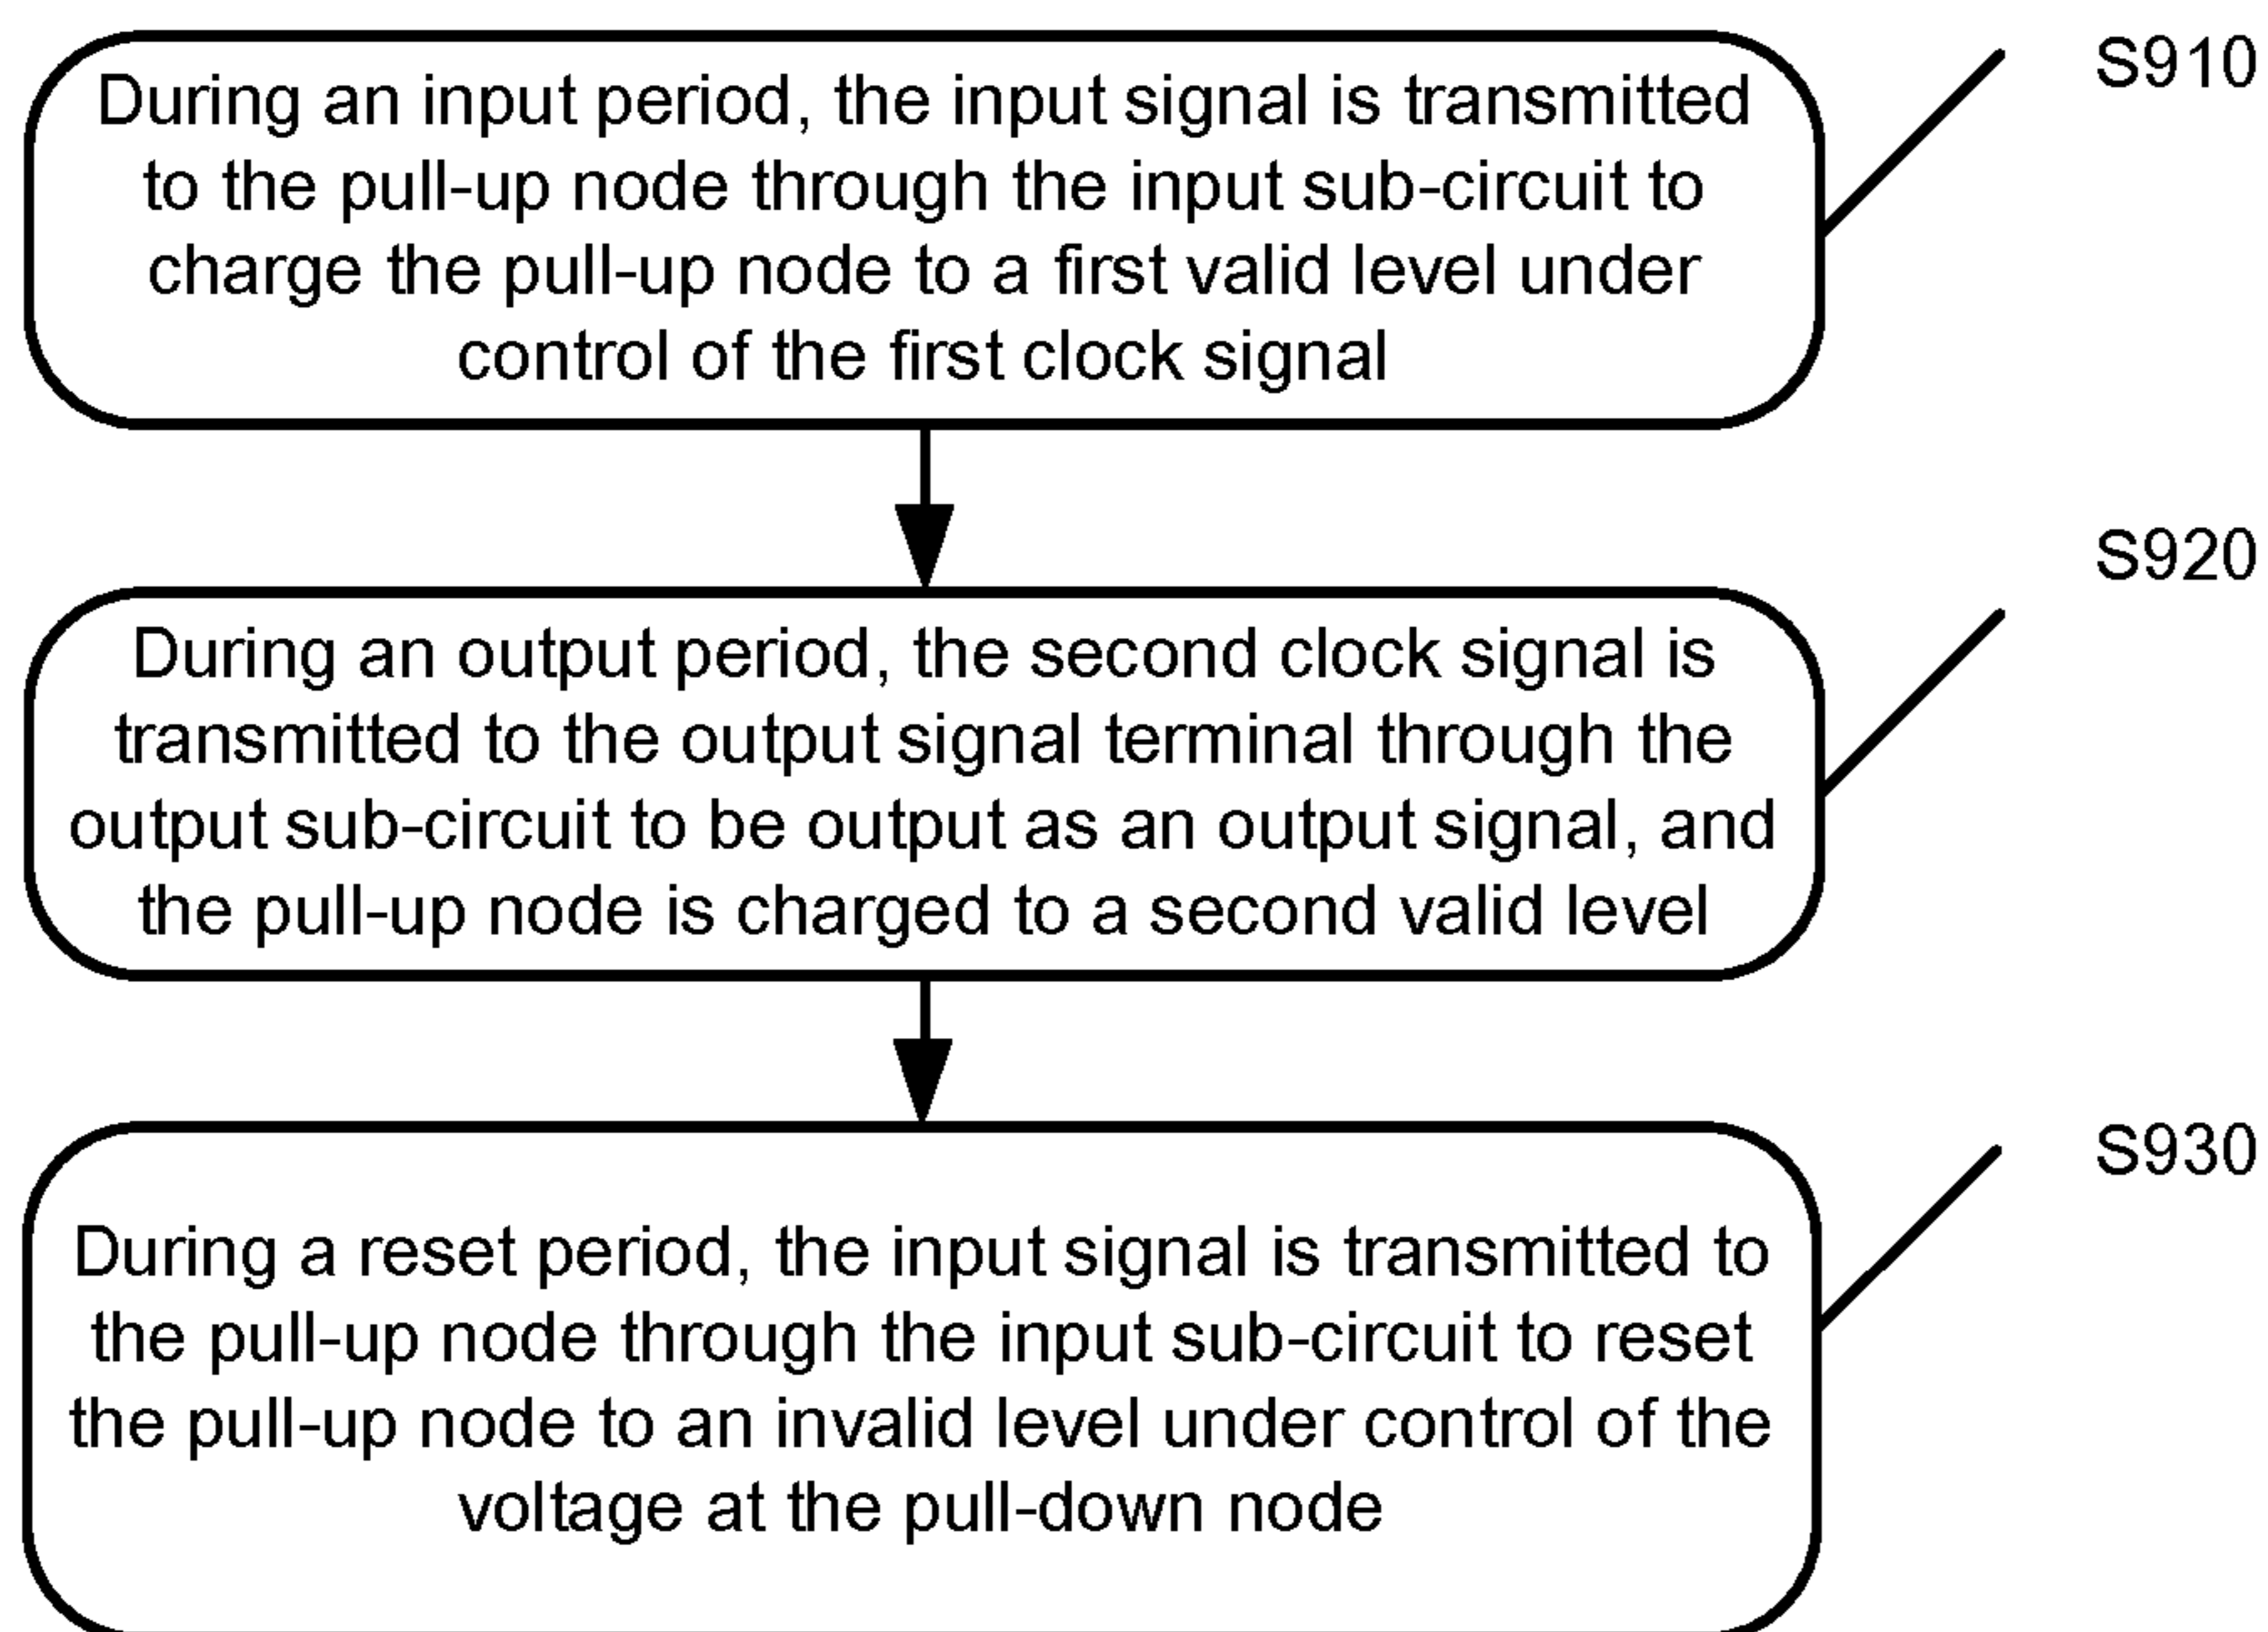 During an input period, the input signal is transmitted
to the pull-up node through the input sub-circuit to
charge the pull-up node to a first valid level under
control of the first clock signal
S910
During an output period, the second clock signal is
transmitted to the output signal terminal through the
output sub-circuit to be output as an output signal, and
the pull-up node is charged to a second valid level
S920
During a reset period, the input signal is transmitted to
the pull-up node through the input sub-circuit to reset
the pull-up node to an invalid level under control of the
voltage at the pull-down node
S930